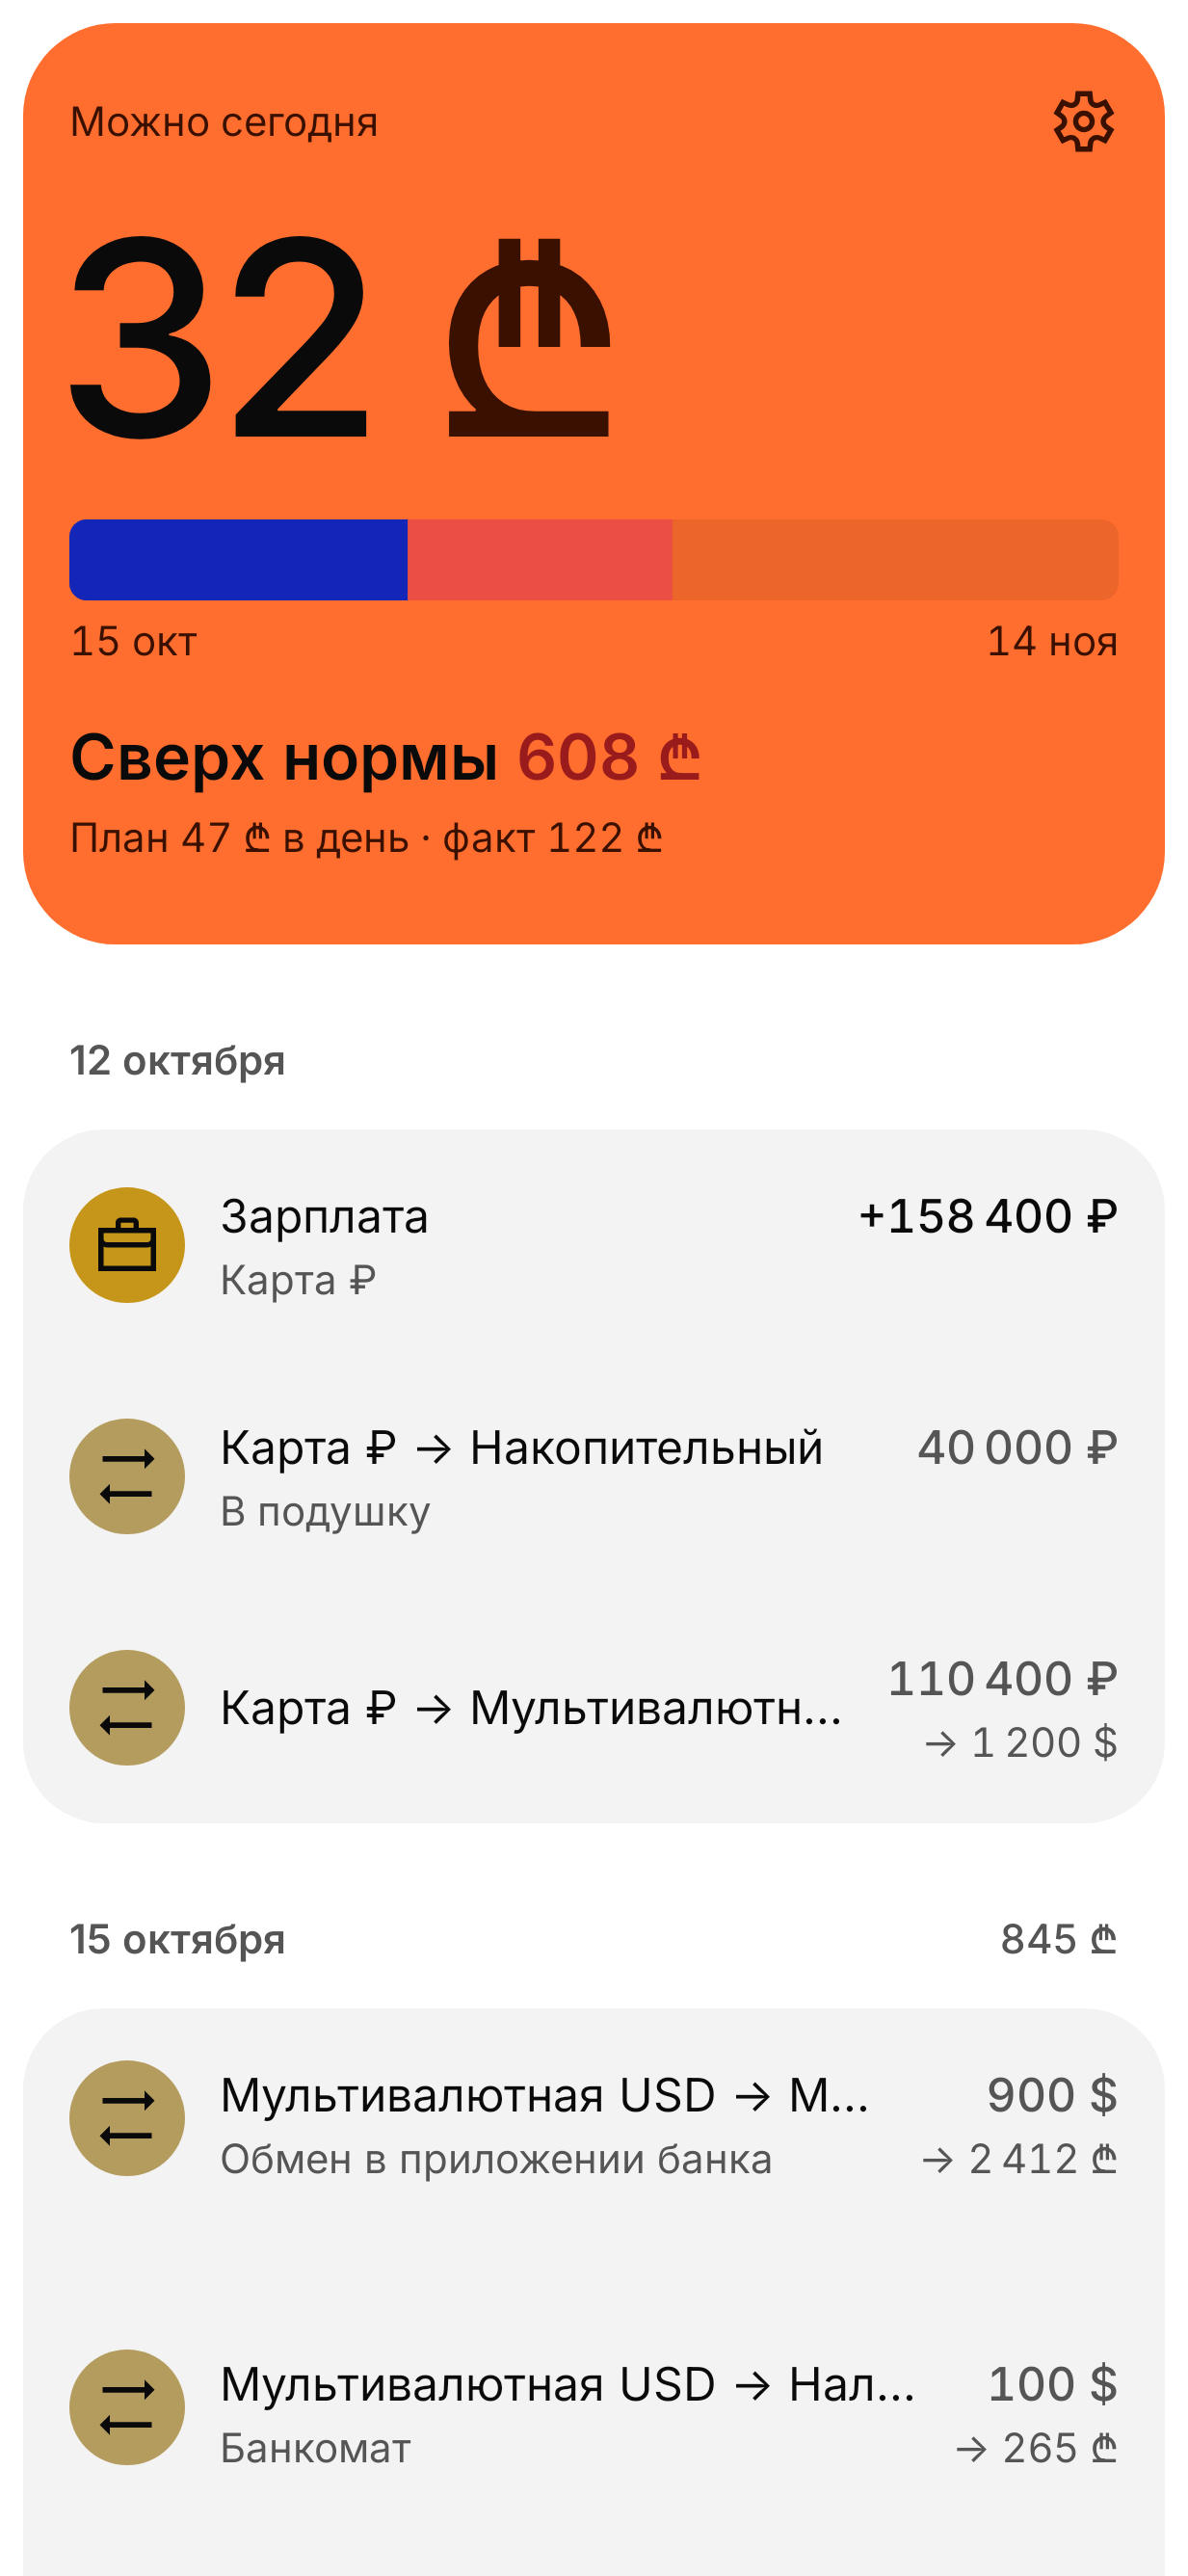 Можно сегодня
32 ₾
15 окт 14 ноя
Сверх нормы 608 ₾
План 47 ₾ в день · факт 122 ₾
12 октября
Зарплата +158 400 ₽
Карта ₽
Карта ₽ → Накопительный 40 000 ₽
В подушку
Карта ₽ → Мультивалютн... 110 400 ₽
→ 1 200 $
15 октября 845 ₾
Мультивалютная USD → М... 900 $
Обмен в приложении банка → 2 412 ₾
Мультивалютная USD → Нал... 100 $
Банкомат → 265 ₾